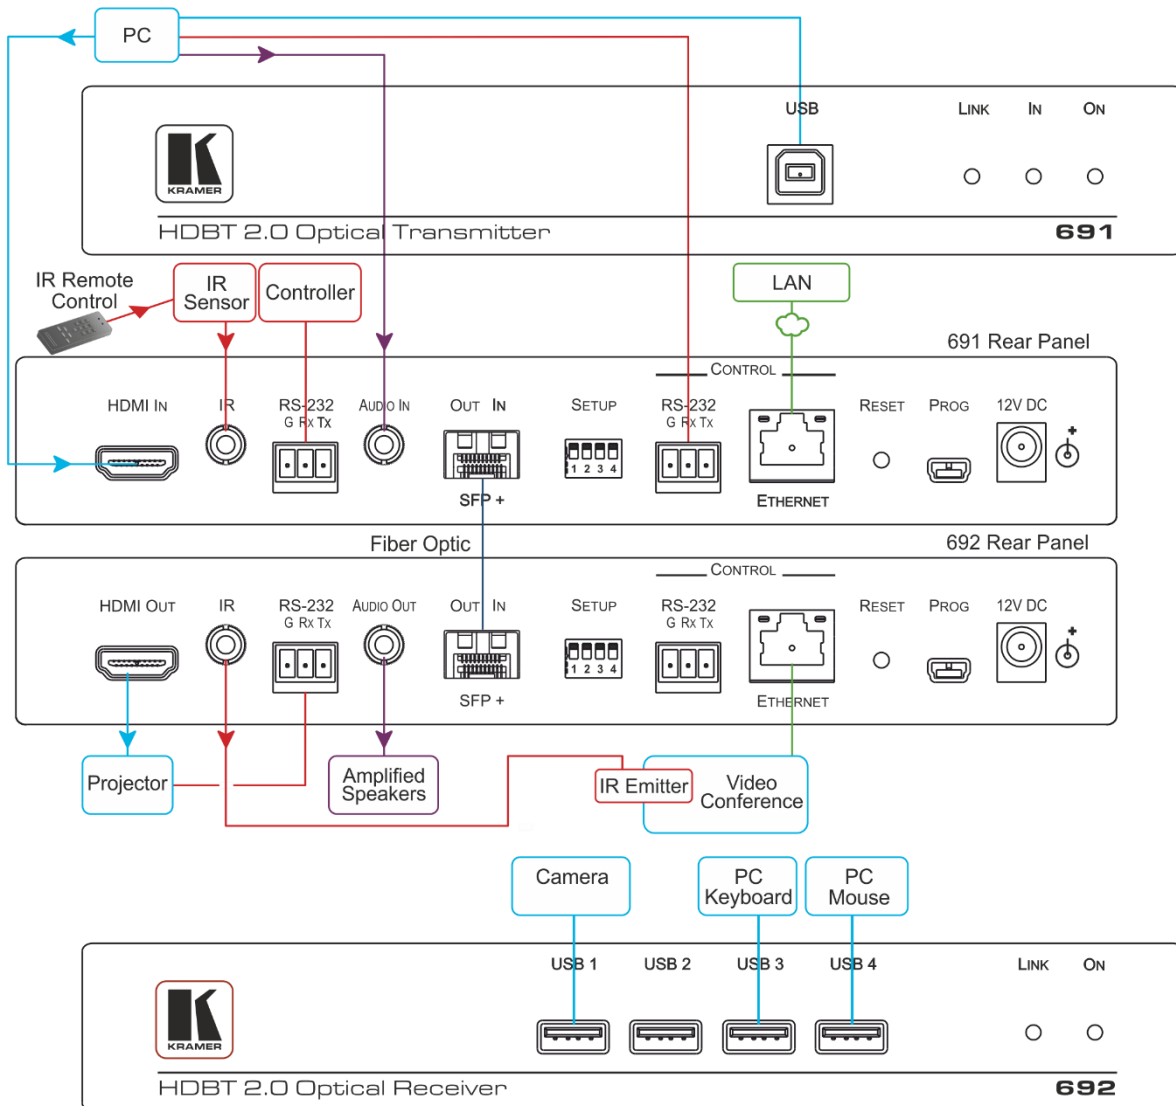 PC
USB LINK IN ON
KRAMER
HDBT 2.0 Optical Transmitter 691
IR Remote
Control
IR
Sensor
Controller
LAN
691 Rear Panel
CONTROL
HDMI IN IR RS-232 AUDIO IN OUT IN SETUP RS-232 RESET PROG 12V DC
G Rx Tx G Rx Tx
+
1 2 3 4
SFP + ETHERNET
Fiber Optic
692 Rear Panel
CONTROL
HDMI OUT IR RS-232 AUDIO OUT OUT IN SETUP RS-232 RESET PROG 12V DC
G Rx Tx G Rx Tx
+
1 2 3 4
SFP + ETHERNET
Projector
Amplified
Speakers
IR Emitter
Video
Conference
Camera
PC
Keyboard
PC
Mouse
USB 1 USB 2 USB 3 USB 4 LINK ON
KRAMER
HDBT 2.0 Optical Receiver 692